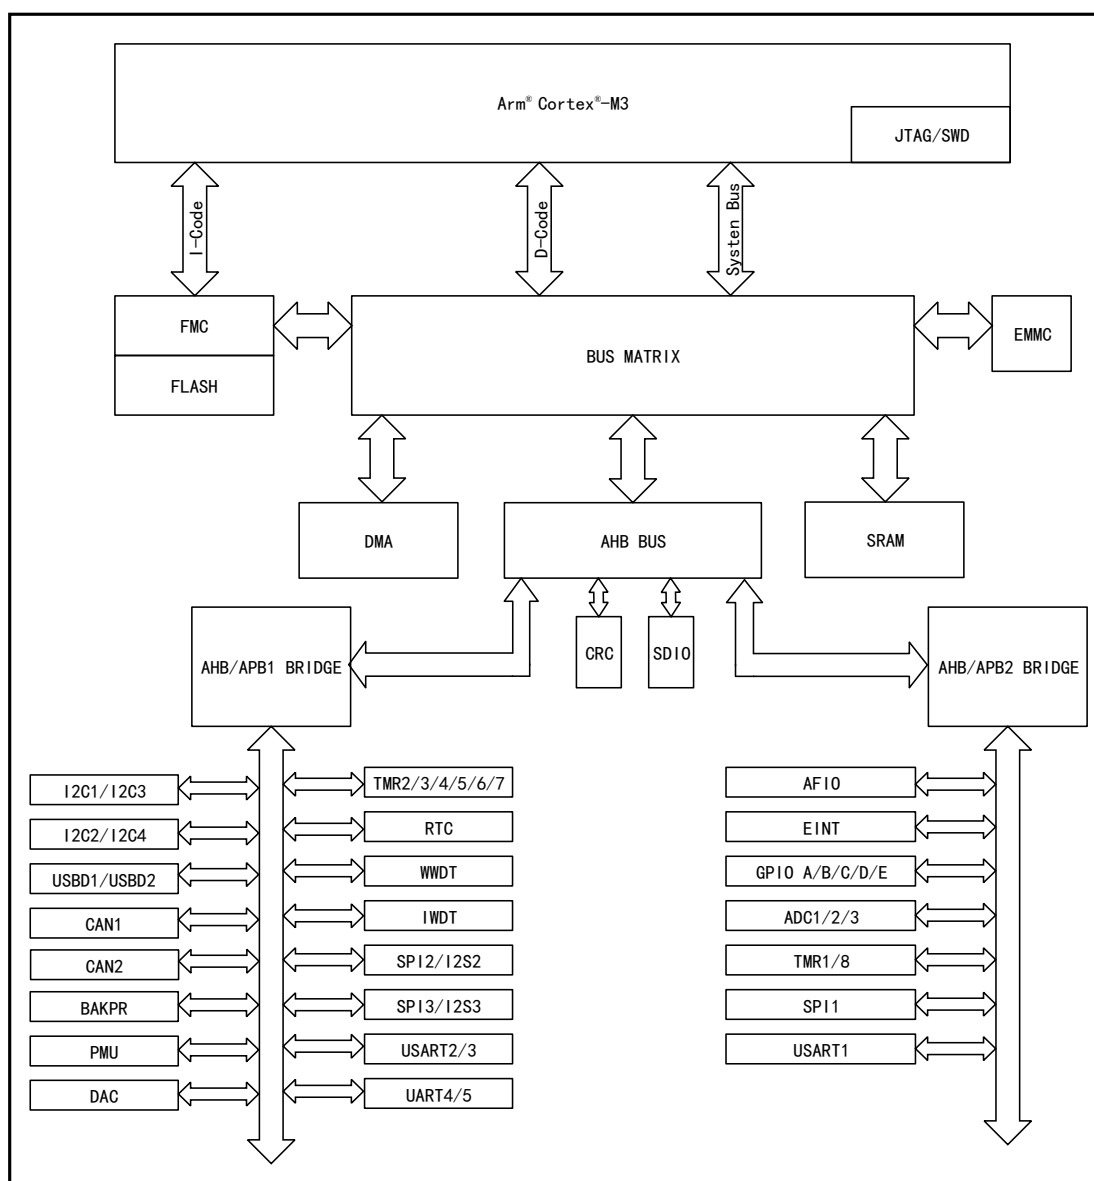 Arm® Cortex®-M3
JTAG/SWD
I-Code
D-Code
Systen Bus
FMC
FLASH
BUS MATRIX
EMMC
DMA
AHB BUS
SRAM
AHB/APB1 BRIDGE
CRC
SDIO
AHB/APB2 BRIDGE
I2C1/I2C3
I2C2/I2C4
USBD1/USBD2
CAN1
CAN2
BAKPR
PMU
DAC
TMR2/3/4/5/6/7
RTC
WWDT
IWDT
SPI2/I2S2
SPI3/I2S3
USART2/3
UART4/5
AFIO
EINT
GPIO A/B/C/D/E
ADC1/2/3
TMR1/8
SPI1
USART1